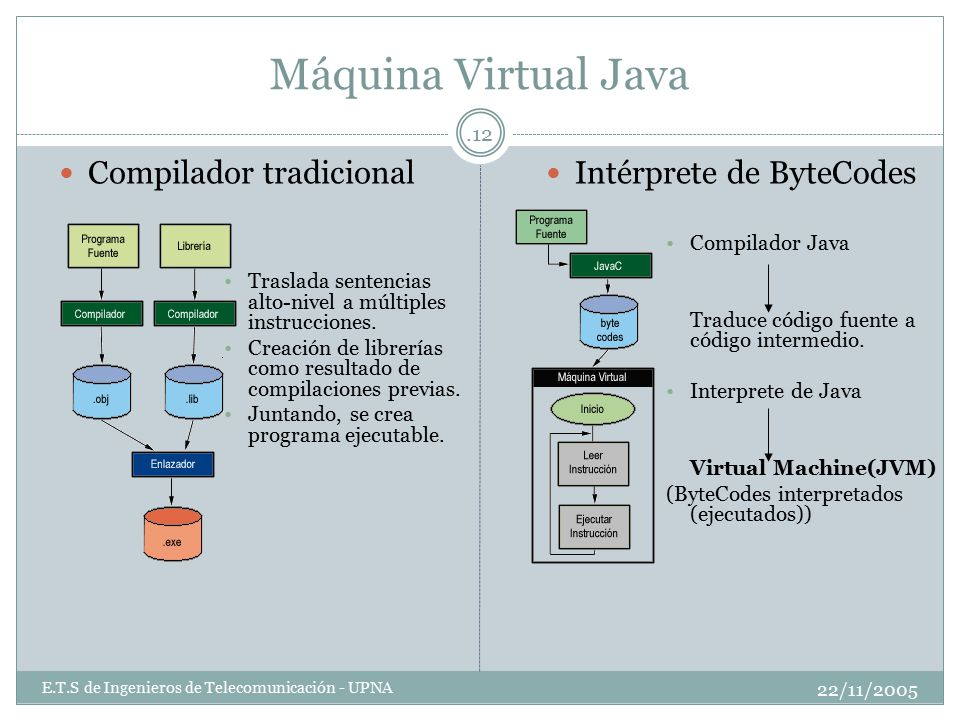 Máquina Virtual Java
.12
• Compilador tradicional
Programa
Fuente
Librería
Compilador
Compilador
.obj
.lib
Enlazador
.exe
• Traslada sentencias
alto-nivel a múltiples
instrucciones.
• Creación de librerías
como resultado de
compilaciones previas.
• Juntando, se crea
programa ejecutable.
• Intérprete de ByteCodes
Programa
Fuente
JavaC
byte
codes
Máquina Virtual
Inicio
Leer
Instrucción
Ejecutar
Instrucción
• Compilador Java
Traduce código fuente a
código intermedio.
• Interprete de Java
Virtual Machine(JVM)
(ByteCodes interpretados
(ejecutados))
E.T.S de Ingenieros de Telecomunicación - UPNA
22/11/2005